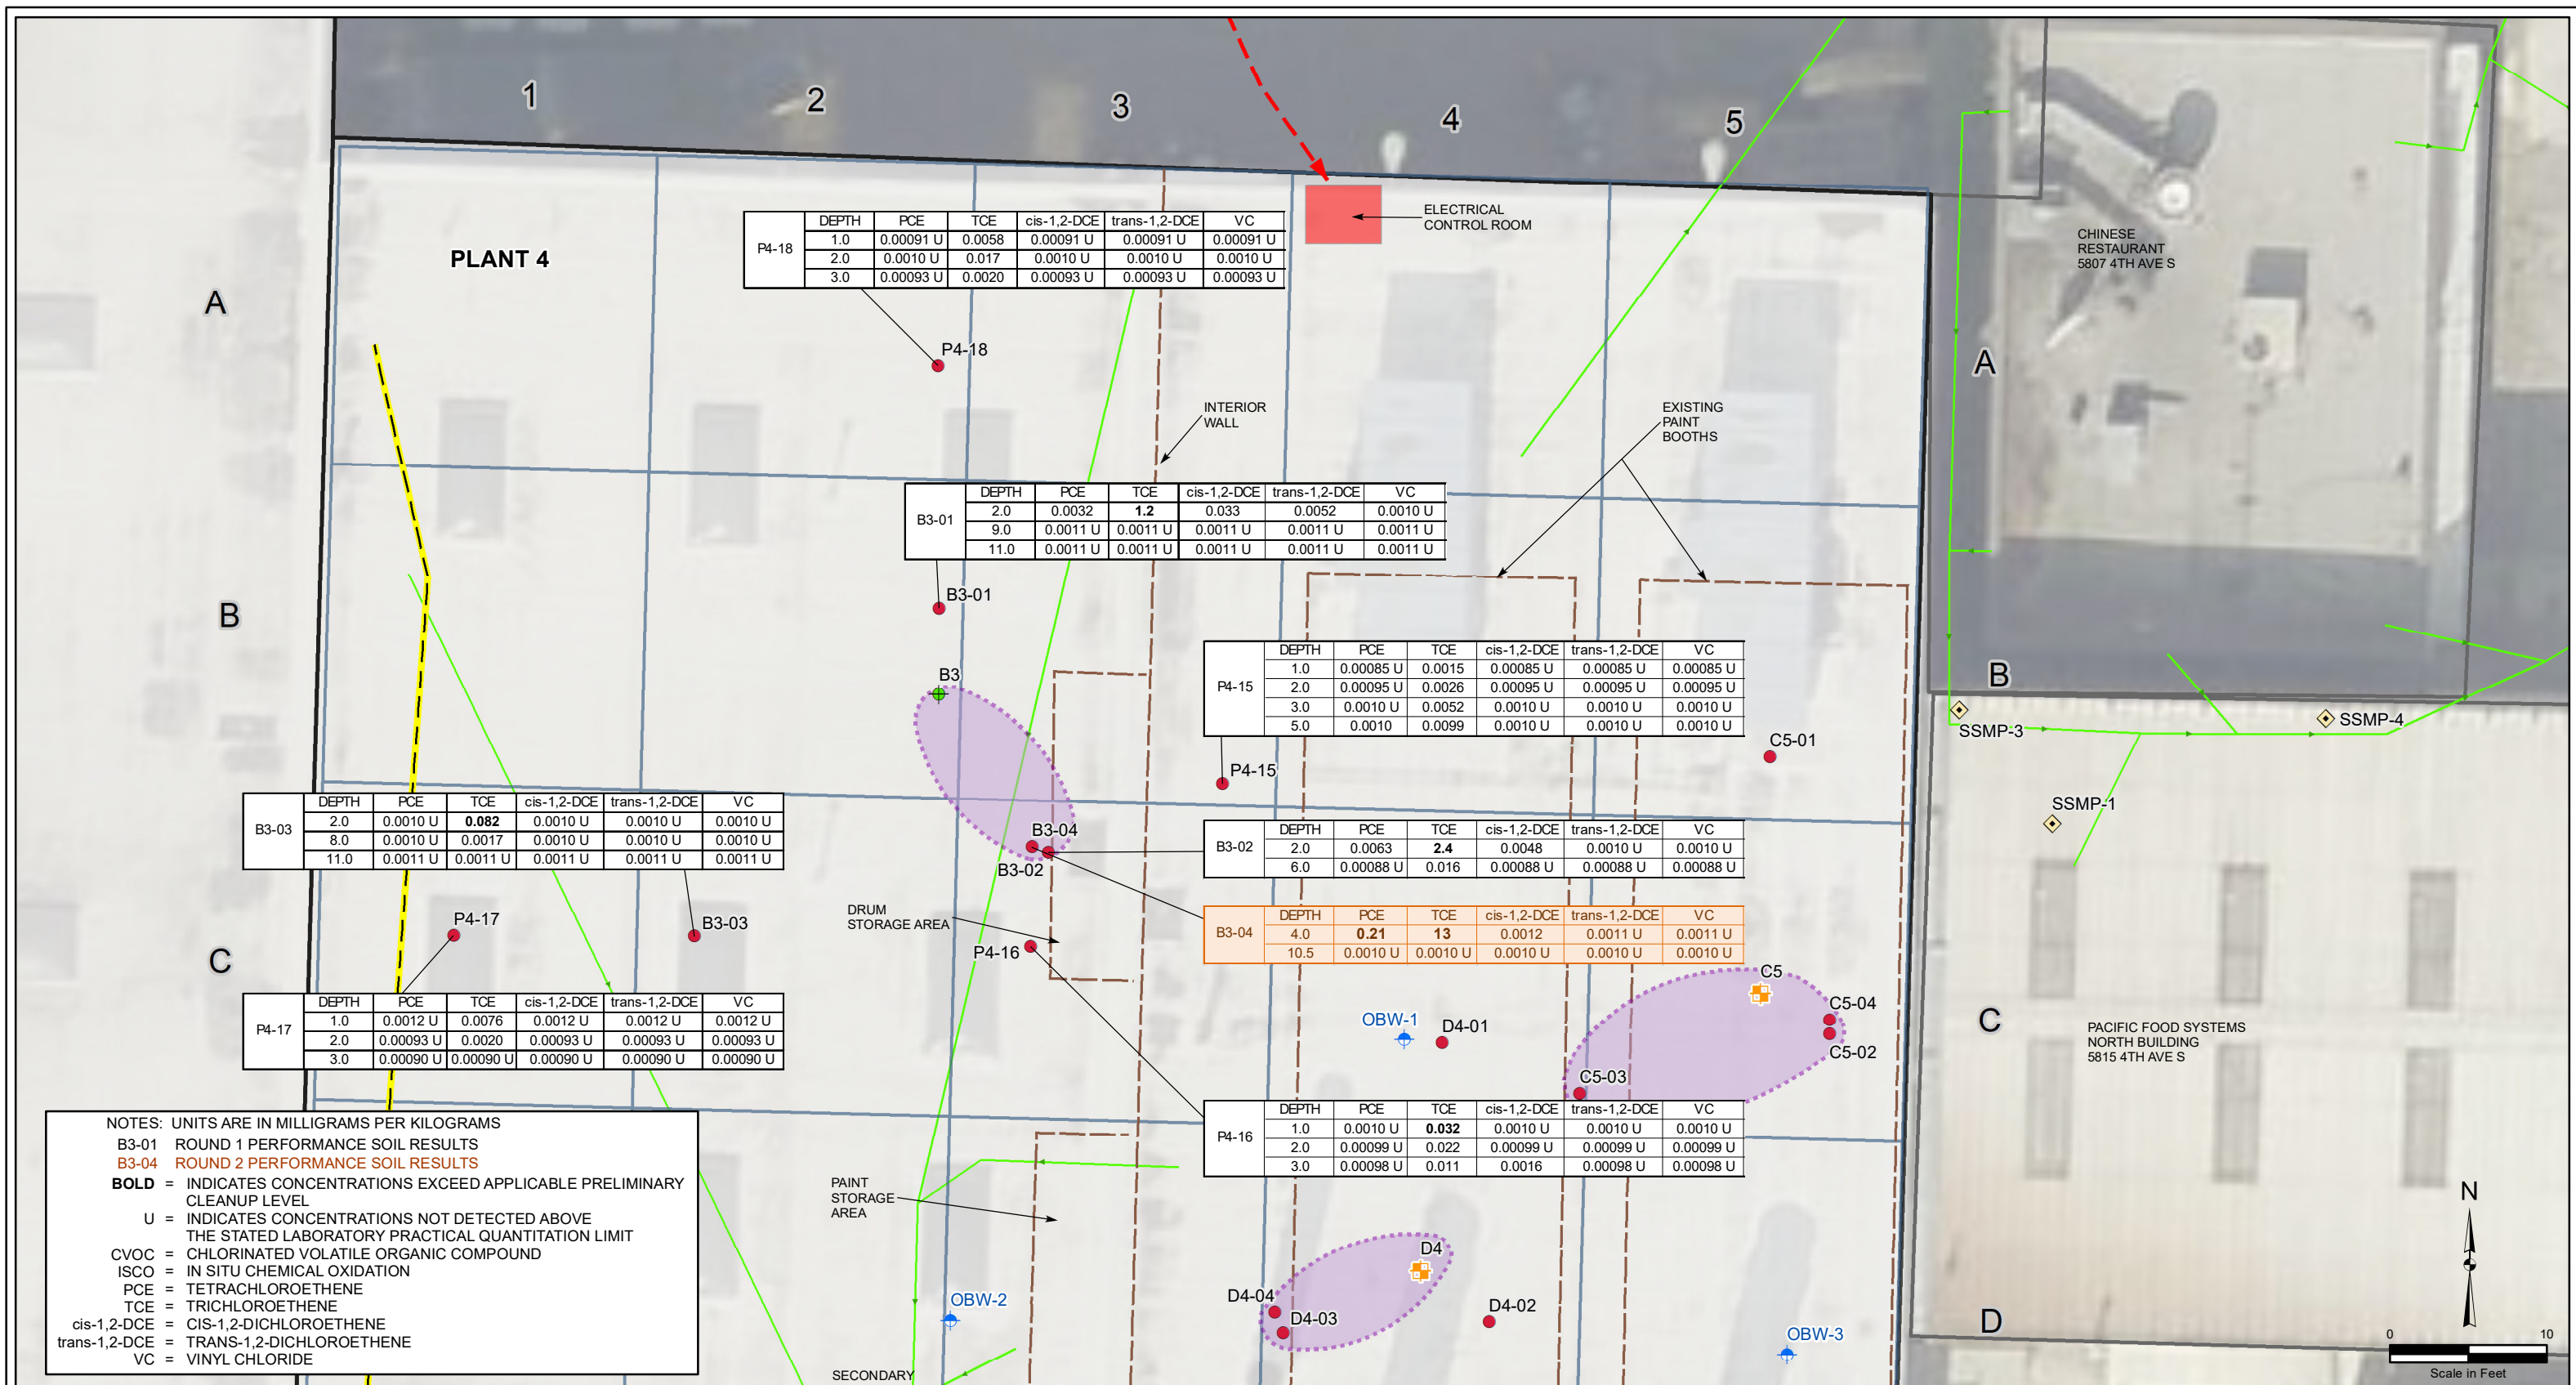 1 2 3 4 5
PLANT 4
P4-18 DEPTH PCE TCE cis-1,2-DCE trans-1,2-DCE VC
1.0 0.00091 U 0.0058 0.00091 U 0.00091 U 0.00091 U
2.0 0.0010 U 0.017 0.0010 U 0.0010 U 0.0010 U
3.0 0.00093 U 0.0020 0.00093 U 0.00093 U 0.00093 U
ELECTRICAL
CONTROL ROOM
CHINESE
RESTAURANT
5807 4TH AVE S
A
A
P4-18
INTERIOR
WALL
EXISTING
PAINT
BOOTHS
B3-01 DEPTH PCE TCE cis-1,2-DCE trans-1,2-DCE VC
2.0 0.0032 1.2 0.033 0.0052 0.0010 U
9.0 0.0011 U 0.0011 U 0.0011 U 0.0011 U 0.0011 U
11.0 0.0011 U 0.0011 U 0.0011 U 0.0011 U 0.0011 U
B3-01
B
B
B3
P4-15 DEPTH PCE TCE cis-1,2-DCE trans-1,2-DCE VC
1.0 0.00085 U 0.0015 0.00085 U 0.00085 U 0.00085 U
2.0 0.00095 U 0.0026 0.00095 U 0.00095 U 0.00095 U
3.0 0.0010 U 0.0052 0.0010 U 0.0010 U 0.0010 U
5.0 0.0010 0.0099 0.0010 U 0.0010 U 0.0010 U
P4-15
C5-01
SSMP-3
SSMP-4
SSMP-1
B3-03 DEPTH PCE TCE cis-1,2-DCE trans-1,2-DCE VC
2.0 0.0010 U 0.082 0.0010 U 0.0010 U 0.0010 U
8.0 0.0010 U 0.0017 0.0010 U 0.0010 U 0.0010 U
11.0 0.0011 U 0.0011 U 0.0011 U 0.0011 U 0.0011 U
B3-04
B3-02
B3-02 DEPTH PCE TCE cis-1,2-DCE trans-1,2-DCE VC
2.0 0.0063 2.4 0.0048 0.0010 U 0.0010 U
6.0 0.00088 U 0.016 0.00088 U 0.00088 U 0.00088 U
B3-04 DEPTH PCE TCE cis-1,2-DCE trans-1,2-DCE VC
4.0 0.21 13 0.0012 0.0011 U 0.0011 U
10.5 0.0010 U 0.0010 U 0.0010 U 0.0010 U 0.0010 U
P4-17
B3-03
DRUM
STORAGE AREA
P4-16
C
C
C5
C5-04
C5-02
C5-03
OBW-1
D4-01
PACIFIC FOOD SYSTEMS
NORTH BUILDING
5815 4TH AVE S
P4-17 DEPTH PCE TCE cis-1,2-DCE trans-1,2-DCE VC
1.0 0.0012 U 0.0076 0.0012 U 0.0012 U 0.0012 U
2.0 0.00093 U 0.0020 0.00093 U 0.00093 U 0.00093 U
3.0 0.00090 U 0.00090 U 0.00090 U 0.00090 U 0.00090 U
P4-16 DEPTH PCE TCE cis-1,2-DCE trans-1,2-DCE VC
1.0 0.0010 U 0.032 0.0010 U 0.0010 U 0.0010 U
2.0 0.00099 U 0.022 0.00099 U 0.00099 U 0.00099 U
3.0 0.00098 U 0.011 0.0016 0.00098 U 0.00098 U
NOTES: UNITS ARE IN MILLIGRAMS PER KILOGRAMS
B3-01 ROUND 1 PERFORMANCE SOIL RESULTS
B3-04 ROUND 2 PERFORMANCE SOIL RESULTS
BOLD = INDICATES CONCENTRATIONS EXCEED APPLICABLE PRELIMINARY
CLEANUP LEVEL
U = INDICATES CONCENTRATIONS NOT DETECTED ABOVE
THE STATED LABORATORY PRACTICAL QUANTITATION LIMIT
CVOC = CHLORINATED VOLATILE ORGANIC COMPOUND
ISCO = IN SITU CHEMICAL OXIDATION
PCE = TETRACHLOROETHENE
TCE = TRICHLOROETHENE
cis-1,2-DCE = CIS-1,2-DICHLOROETHENE
trans-1,2-DCE = TRANS-1,2-DICHLOROETHENE
VC = VINYL CHLORIDE
PAINT
STORAGE
AREA
OBW-2
SECONDARY
D4
D4-04
D4-03
D4-02
OBW-3
D
N
0 10
Scale in Feet